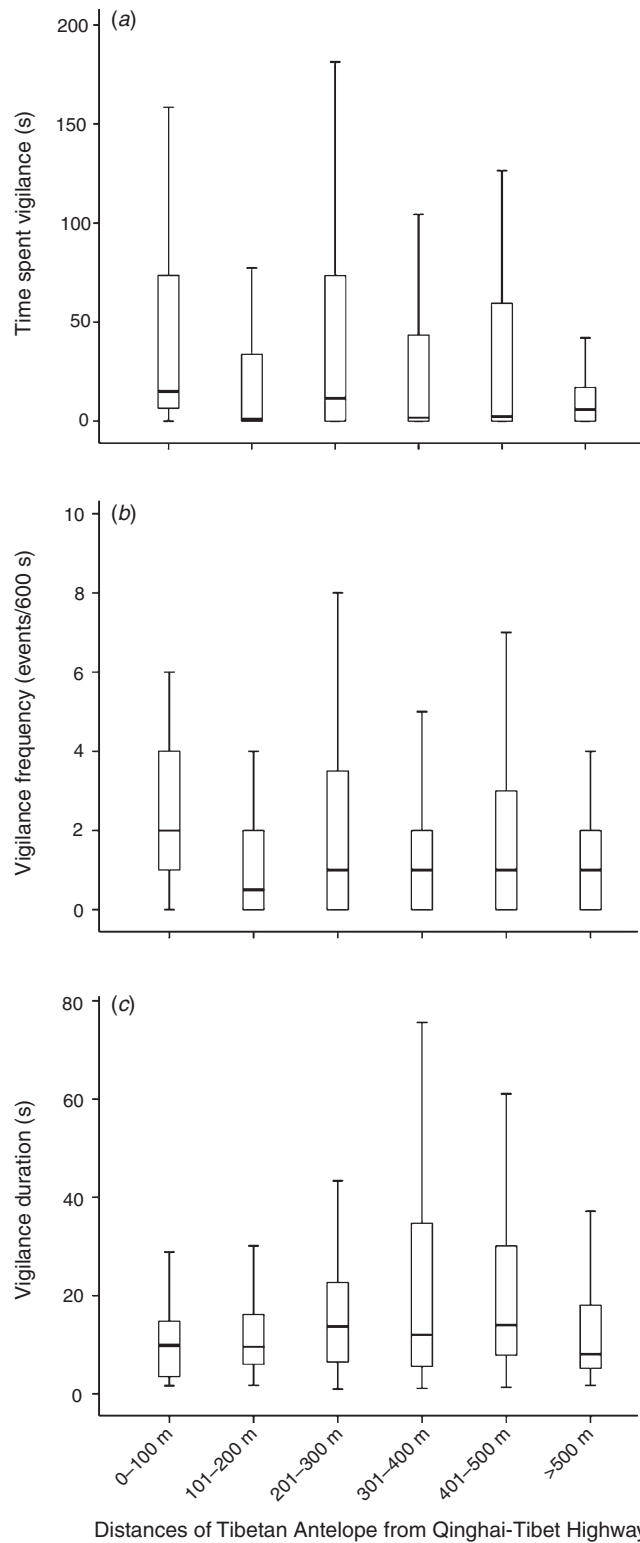 (a)
Time spent vigilance (s)
200
150
100
50
0
(b)
Vigilance frequency (events/600 s)
10
8
6
4
2
0
(c)
Vigilance duration (s)
80
60
40
20
0
0–100 m
101–200 m
201–300 m
301–400 m
401–500 m
>500 m
Distances of Tibetan Antelope from Qinghai-Tibet Highway